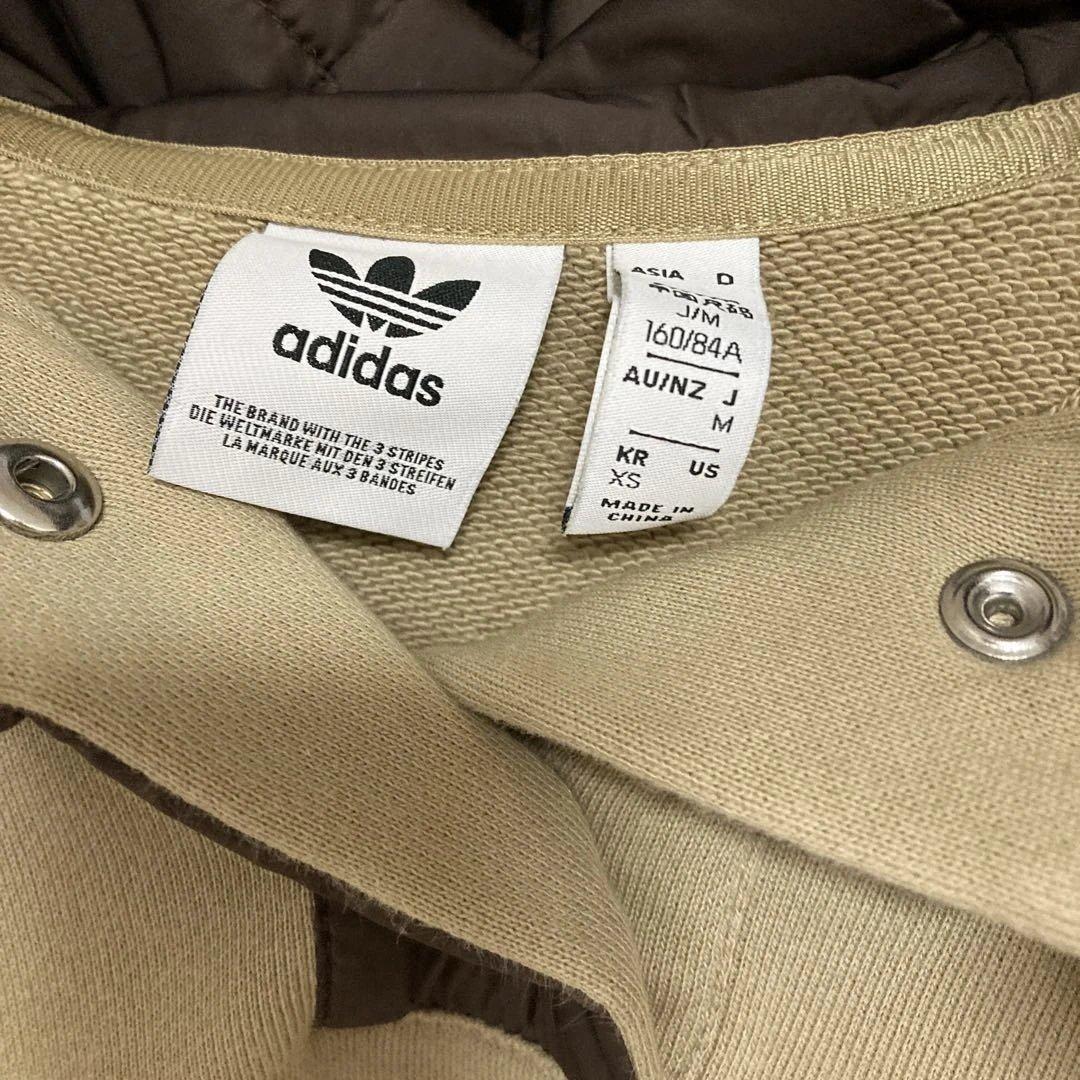 adidas
THE BRAND WITH THE 3 STRIPES
DIE WELTMARKE MIT DEN 3 STREIFEN
LA MARQUE AUX 3 BANDES
ASIA D
J/M
160/84A
AU/NZ J
M
KR US
XS
MADE IN
CHINA